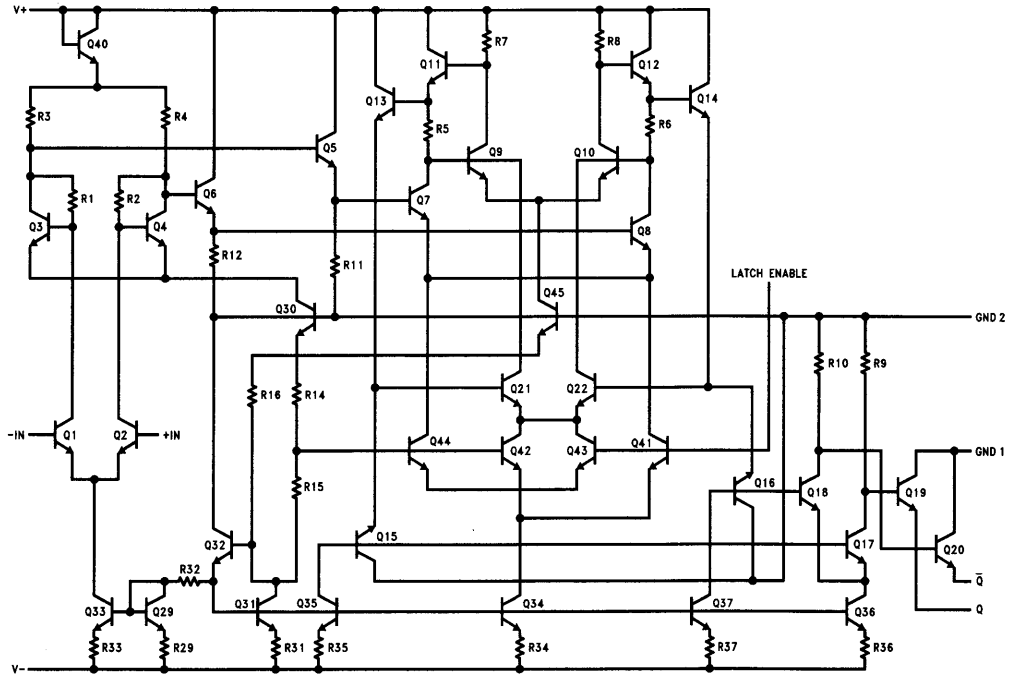 V+
Q40
R7
R8
Q11
Q12
Q13
Q14
R3
R4
R5
R6
Q5
Q9
Q10
R1
R2
Q6
Q7
Q3
Q4
Q8
R12
R11
LATCH ENABLE
Q45
Q30
GND 2
R10
R9
R16
R14
Q21
Q22
-IN
Q1
Q2
+IN
Q44
Q42
Q43
Q41
GND 1
R15
Q16
Q18
Q19
Q32
Q15
Q17
Q20
R32
Q̅
Q33
Q29
Q31
Q35
Q34
Q37
Q36
Q
R33
R29
R31
R35
R34
R37
R36
V-